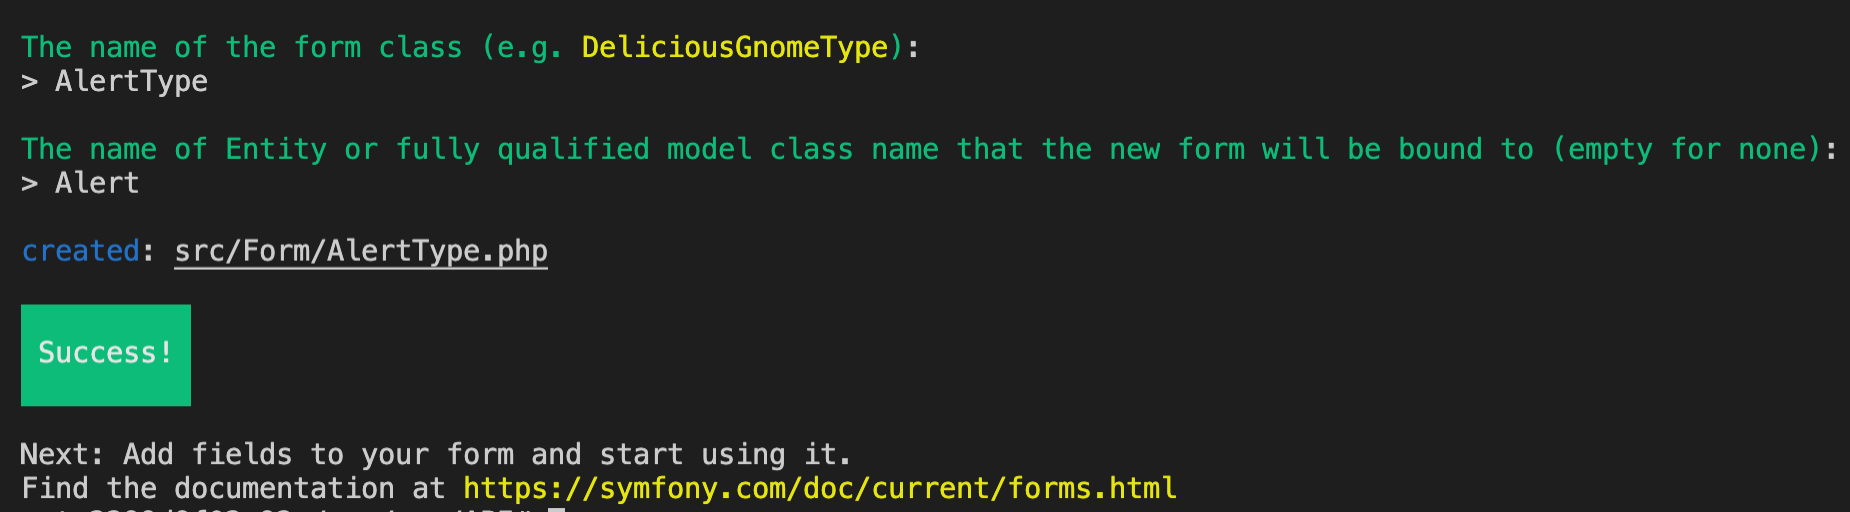 The name of the form class (e.g. DeliciousGnomeType):
> AlertType
The name of Entity or fully qualified model class name that the new form will be bound to (empty for none):
> Alert
created: src/Form/AlertType.php
Success!
Next: Add fields to your form and start using it.
Find the documentation at https://symfony.com/doc/current/forms.html